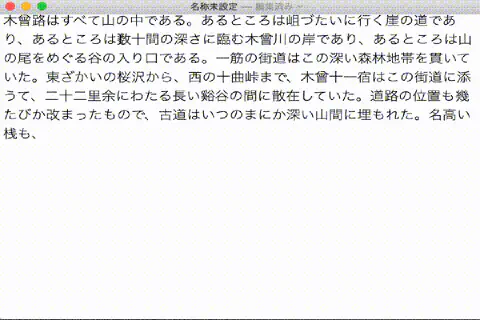 名称未設定 — 編集済み
木曾路はすべて山の中である。あるところは岨づたいに行く崖の道であ
り、あるところは数十間の深さに臨む木曾川の岸であり、あるところは山
の尾をめぐる谷の入り口である。一筋の街道はこの深い森林地帯を貫いて
いた。東ざかいの桜沢から、西の十曲峠まで、木曾十一宿はこの街道に添
うて、二十二里余にわたる長い谿谷の間に散在していた。道路の位置も幾
たびか改まったもので、古道はいつのまにか深い山間に埋もれた。名高い
桟も、